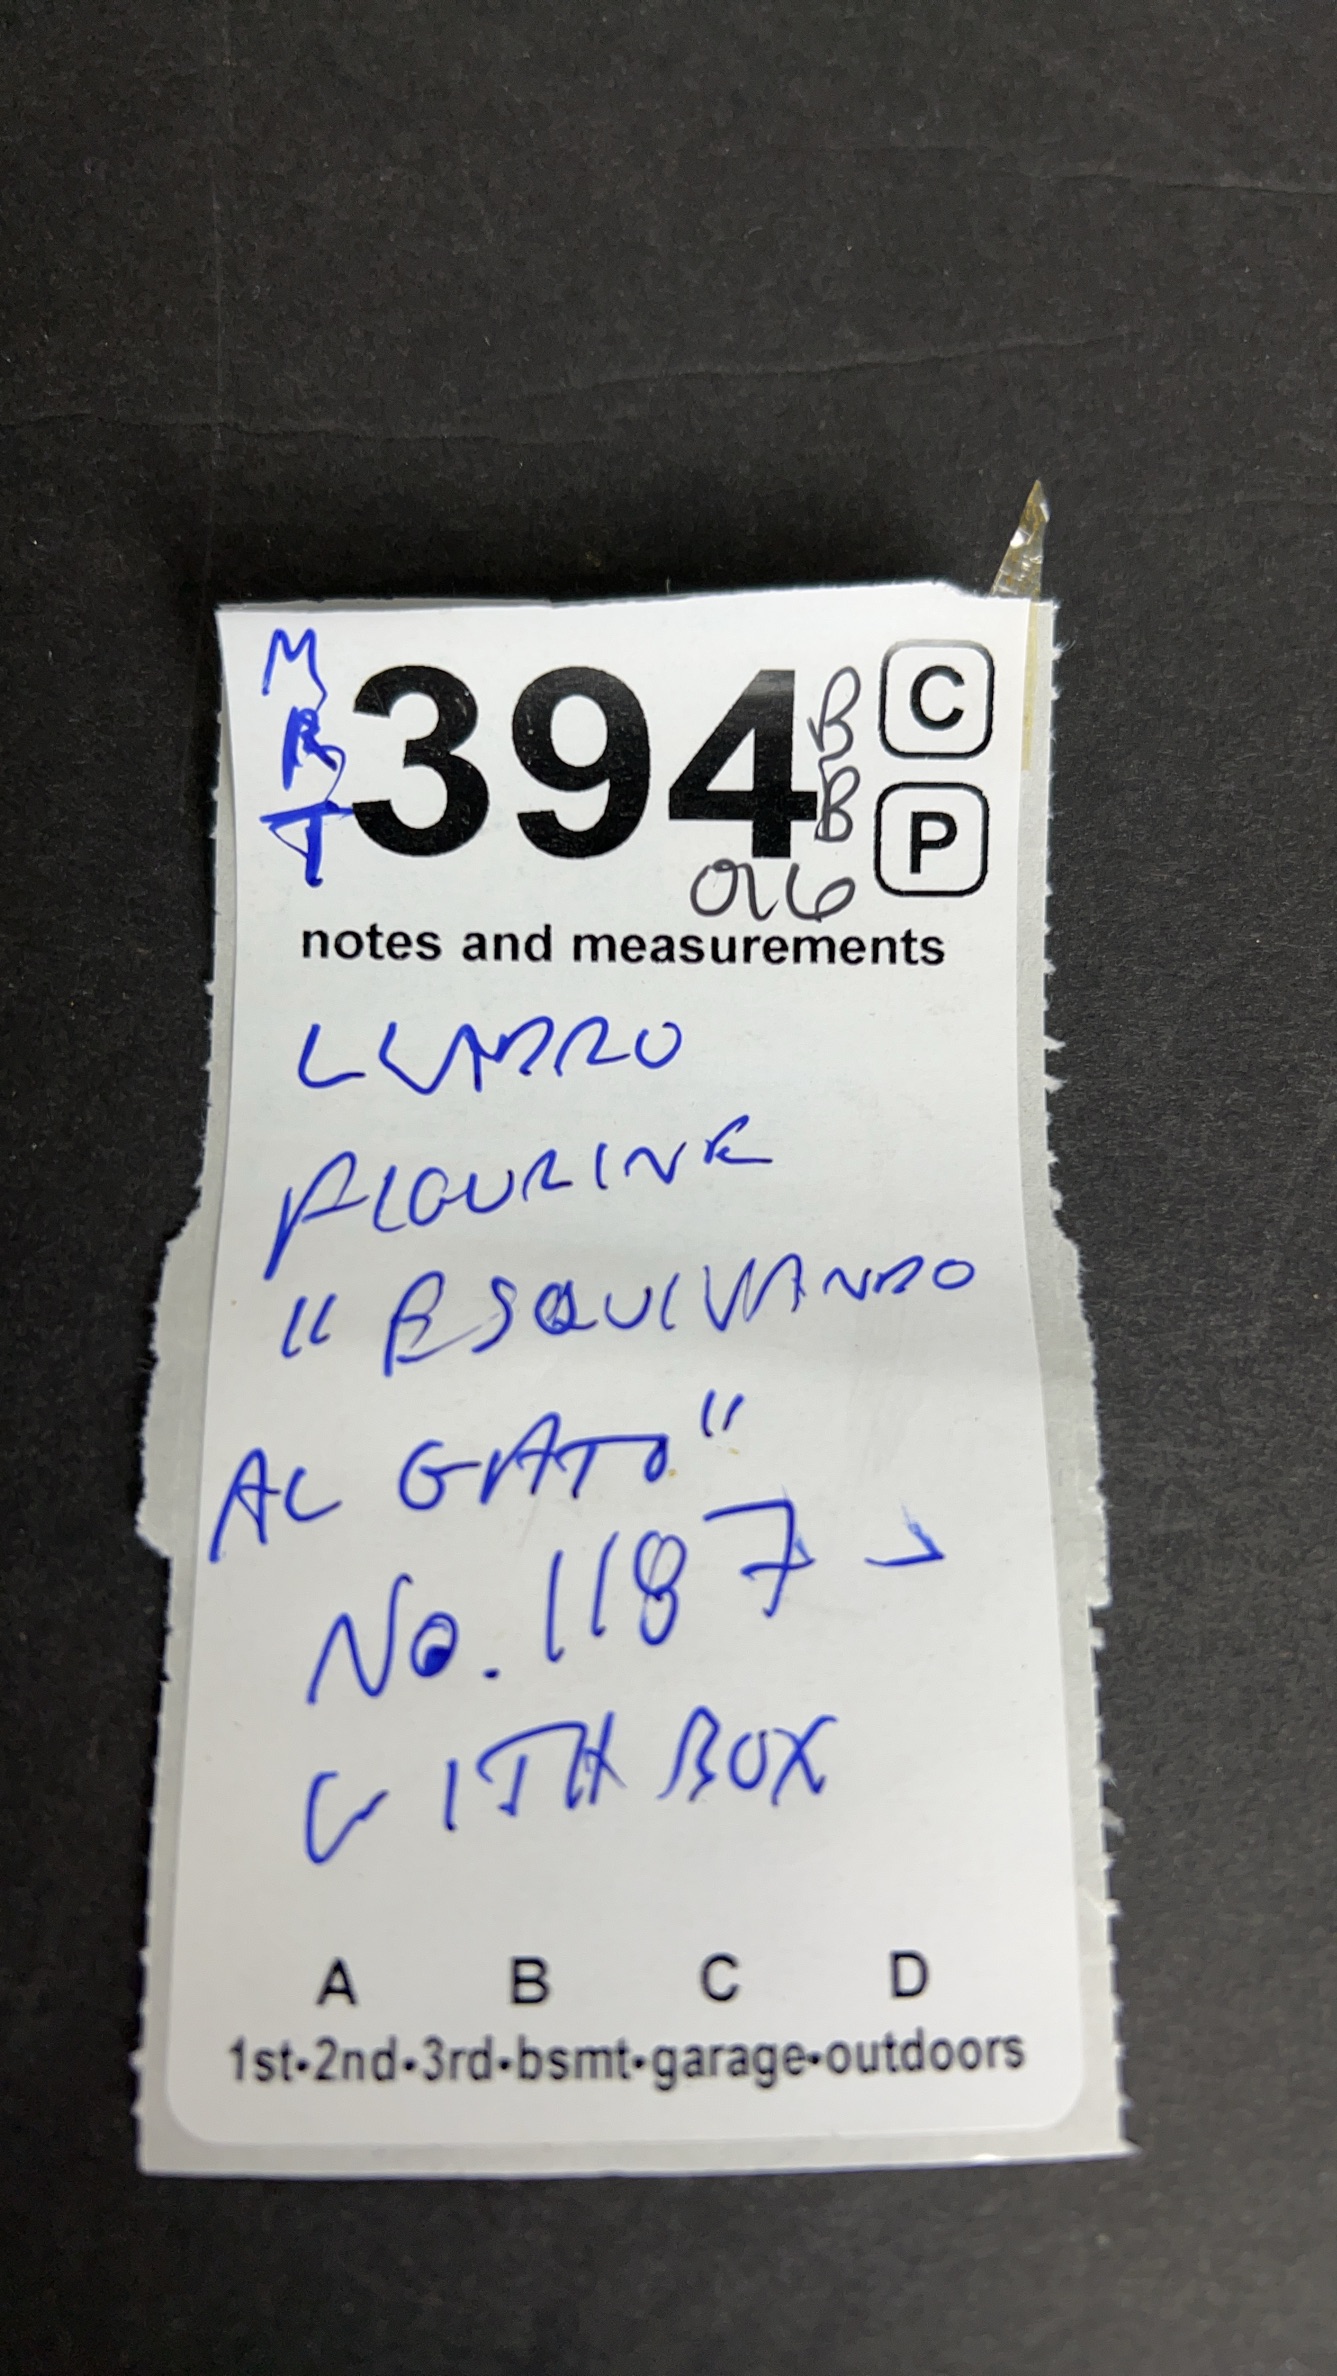 M
R
T
394
B
B
016
C
P
notes and measurements
LLADRO
FIGURINE
"ESQUIVANDO
AL GATO"
No. 1187
WITH BOX
A B C D
1st•2nd•3rd•bsmt•garage•outdoors